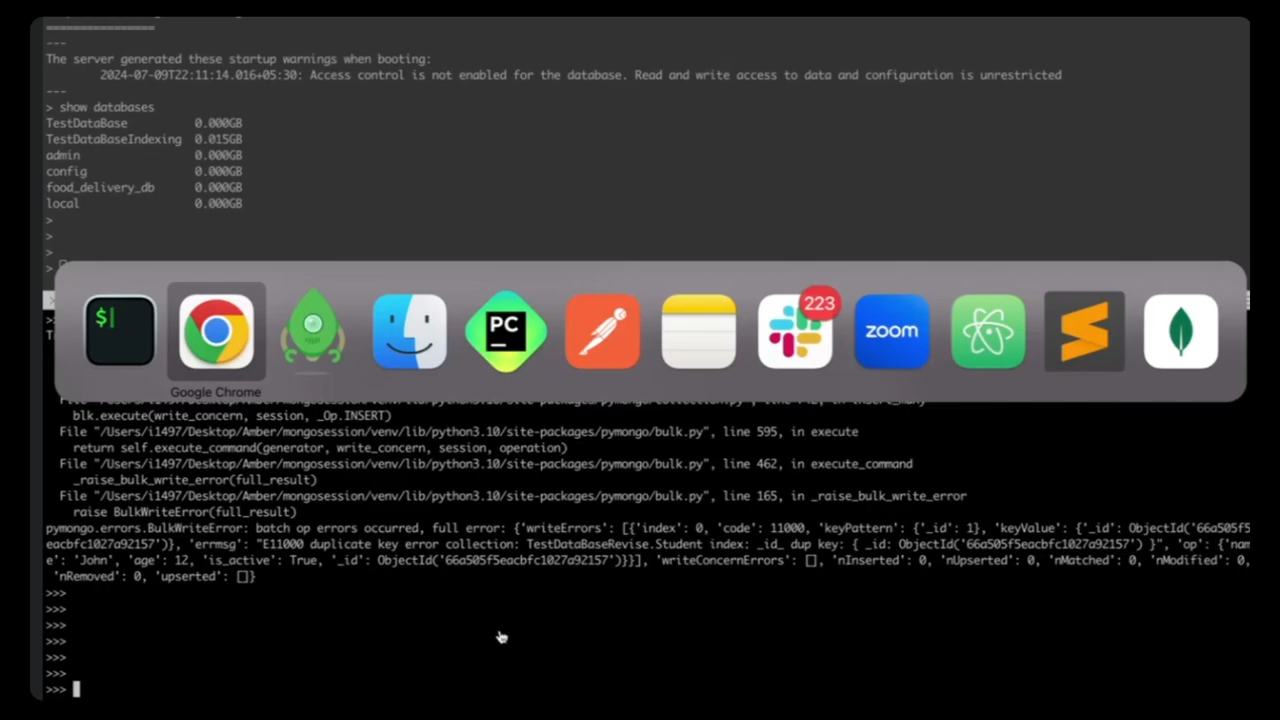 ================
---
The server generated these startup warnings when booting:
2024-07-09T22:11:14.016+05:30: Access control is not enabled for the database. Read and write access to data and configuration is unrestricted
---
> show databases
TestDataBase 0.000GB
TestDataBaseIndexing 0.015GB
admin 0.000GB
config 0.000GB
food_delivery_db 0.000GB
local 0.000GB
>
>
>
>
$
PC
223
zoom
Google Chrome
blk.execute(write_concern, session, _Op.INSERT)
File "/Users/i1497/Desktop/Amber/mongosession/venv/lib/python3.10/site-packages/pymongo/bulk.py", line 595, in execute
return self.execute_command(generator, write_concern, session, operation)
File "/Users/i1497/Desktop/Amber/mongosession/venv/lib/python3.10/site-packages/pymongo/bulk.py", line 462, in execute_command
_raise_bulk_write_error(full_result)
File "/Users/i1497/Desktop/Amber/mongosession/venv/lib/python3.10/site-packages/pymongo/bulk.py", line 165, in _raise_bulk_write_error
raise BulkWriteError(full_result)
pymongo.errors.BulkWriteError: batch op errors occurred, full error: {'writeErrors': [{'index': 0, 'code': 11000, 'keyPattern': {'_id': 1}, 'keyValue': {'_id': ObjectId('66a505f5
eacbfc1027a92157')}, 'errmsg': "E11000 duplicate key error collection: TestDataBaseRevise.Student index: _id_ dup key: { _id: ObjectId('66a505f5eacbfc1027a92157') }", 'op': {'nam
e': 'John', 'age': 12, 'is_active': True, '_id': ObjectId('66a505f5eacbfc1027a92157')}}], 'writeConcernErrors': [], 'nInserted': 0, 'nUpserted': 0, 'nMatched': 0, 'nModified': 0,
'nRemoved': 0, 'upserted': []}
>>>
>>>
>>>
>>>
>>>
>>>
>>>